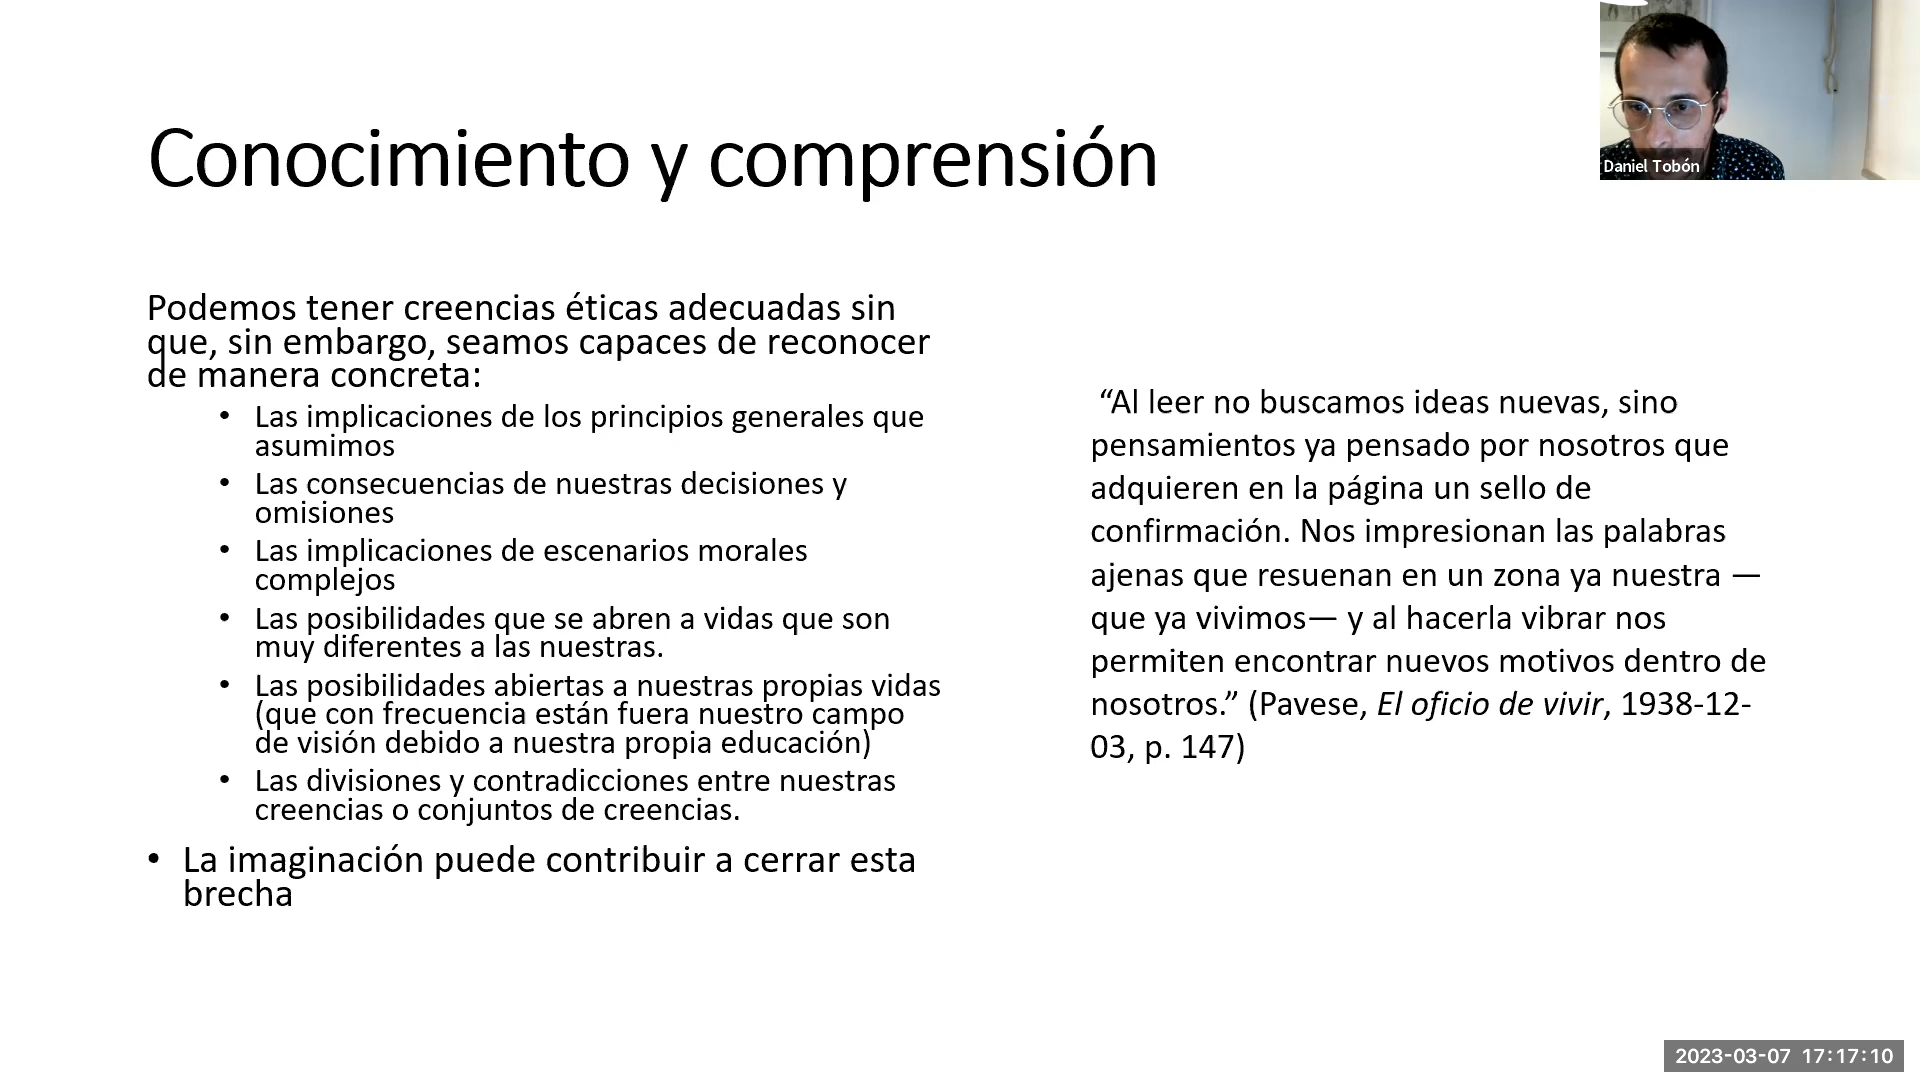 Conocimiento y comprensión
Daniel Tobón
Podemos tener creencias éticas adecuadas sin
que, sin embargo, seamos capaces de reconocer
de manera concreta:
• Las implicaciones de los principios generales que
asumimos
• Las consecuencias de nuestras decisiones y
omisiones
• Las implicaciones de escenarios morales
complejos
• Las posibilidades que se abren a vidas que son
muy diferentes a las nuestras.
• Las posibilidades abiertas a nuestras propias vidas
(que con frecuencia están fuera nuestro campo
de visión debido a nuestra propia educación)
• Las divisiones y contradicciones entre nuestras
creencias o conjuntos de creencias.
• La imaginación puede contribuir a cerrar esta
brecha
“Al leer no buscamos ideas nuevas, sino
pensamientos ya pensado por nosotros que
adquieren en la página un sello de
confirmación. Nos impresionan las palabras
ajenas que resuenan en un zona ya nuestra —
que ya vivimos— y al hacerla vibrar nos
permiten encontrar nuevos motivos dentro de
nosotros.” (Pavese, El oficio de vivir, 1938-12-
03, p. 147)
2023-03-07 17:17:10